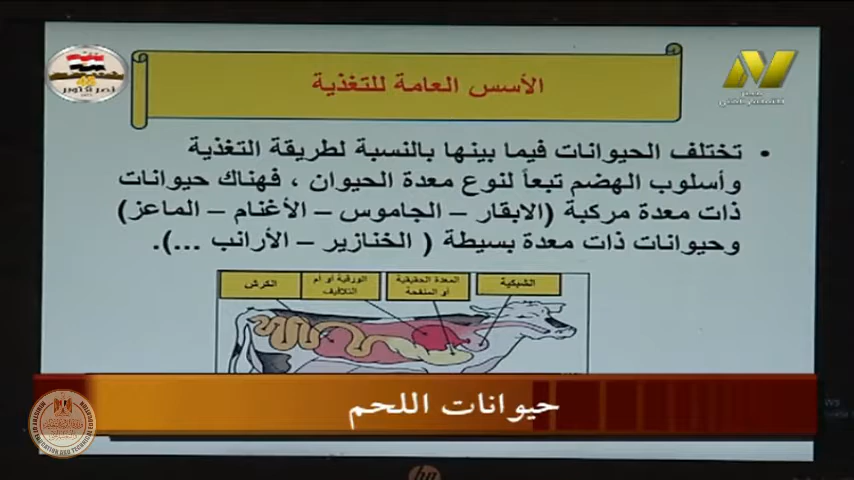 الأسس العامة للتغذية
• تختلف الحيوانات فيما بينها بالنسبة لطريقة التغذية
وأسلوب الهضم تبعاً لنوع معدة الحيوان ، فهناك حيوانات
ذات معدة مركبة (الابقار – الجاموس – الأغنام – الماعز)
وحيوانات ذات معدة بسيطة ( الخنازير – الأرانب ...).
الشبكية
المعدة الحقيقية
أو المنفحة
الورقية أو أم
التلافيف
الكرش
حيوانات اللحم
hp